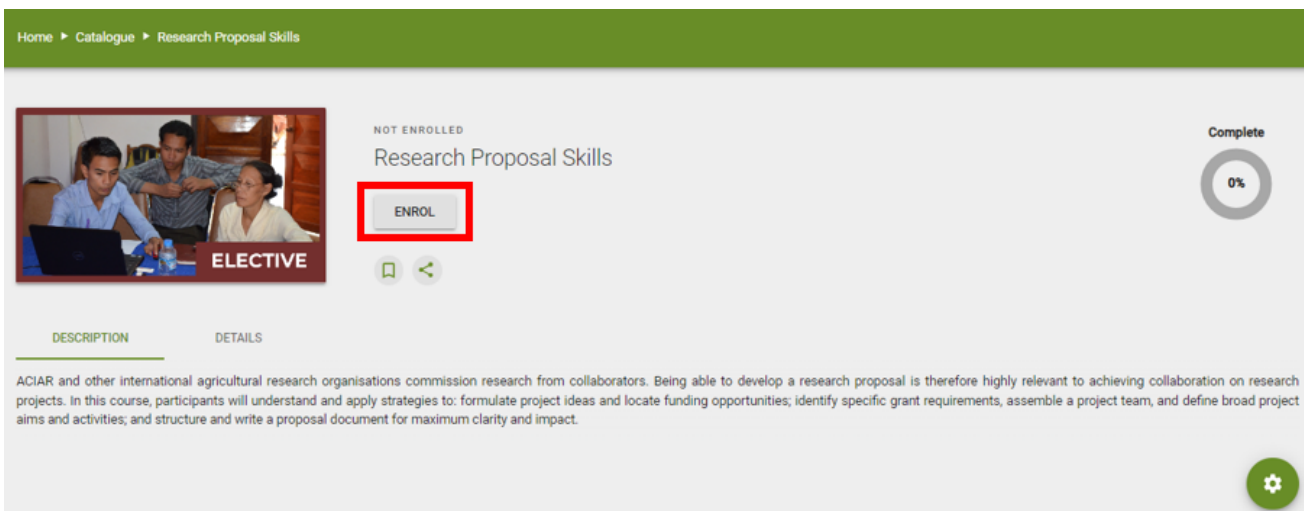 Home ▶ Catalogue ▶ Research Proposal Skills
NOT ENROLLED
Research Proposal Skills
ENROL
Complete
0%
ELECTIVE
DESCRIPTION DETAILS
ACIAR and other international agricultural research organisations commission research from collaborators. Being able to develop a research proposal is therefore highly relevant to achieving collaboration on research
projects. In this course, participants will understand and apply strategies to: formulate project ideas and locate funding opportunities; identify specific grant requirements, assemble a project team, and define broad project
aims and activities; and structure and write a proposal document for maximum clarity and impact.